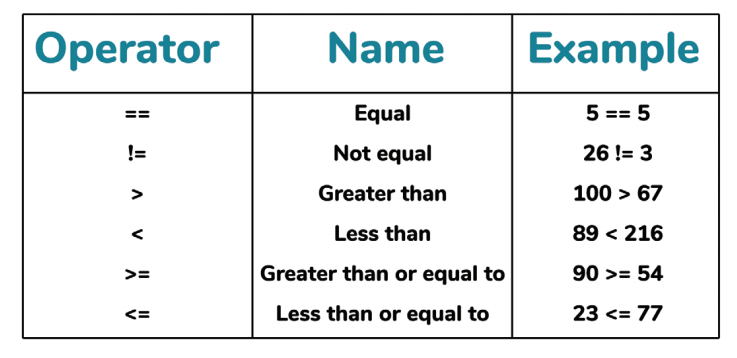 Operator Name Example
== Equal 5 == 5
!= Not equal 26 != 3
> Greater than 100 > 67
< Less than 89 < 216
>= Greater than or equal to 90 >= 54
<= Less than or equal to 23 <= 77